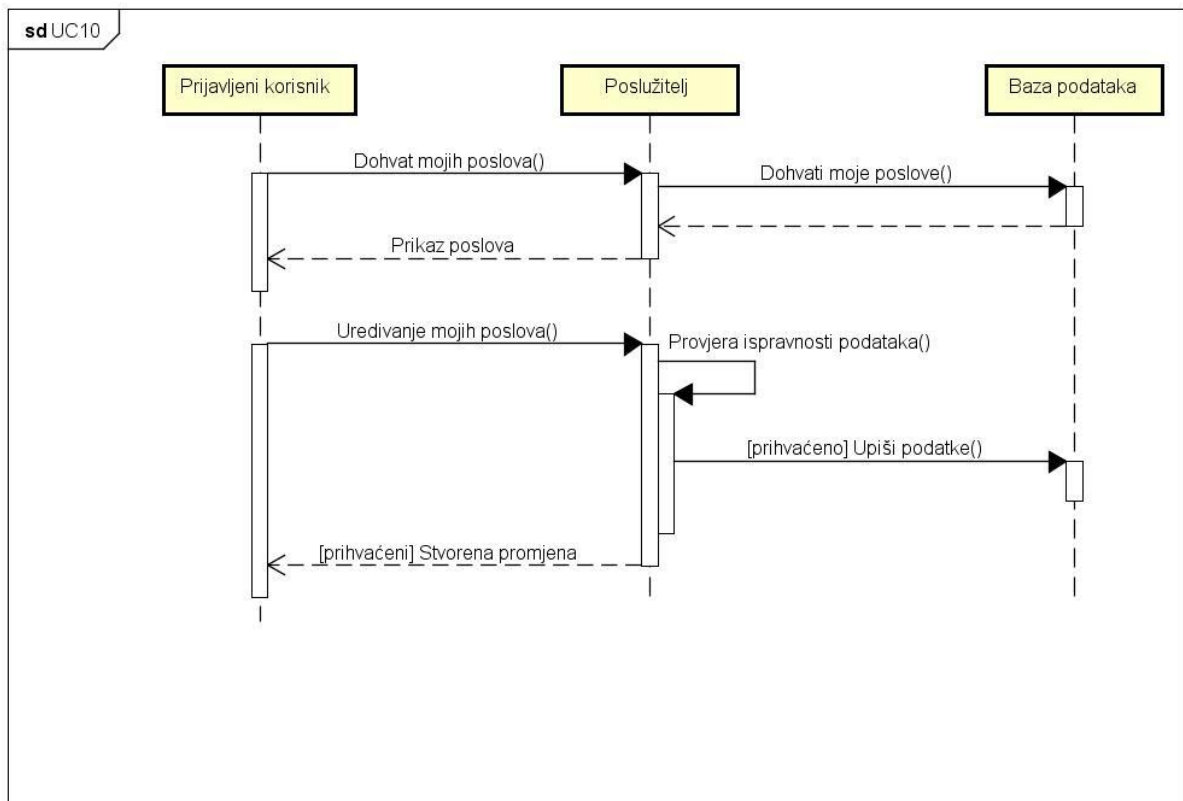 sd UC10
Prijavljeni korisnik
Poslužitelj
Baza podataka
Dohvat mojih poslova()
Dohvati moje poslove()
Prikaz poslova
Uredivanje mojih poslova()
Provjera ispravnosti podataka()
[prihvaćeno] Upiši podatke()
[prihvaćeni] Stvorena promjena